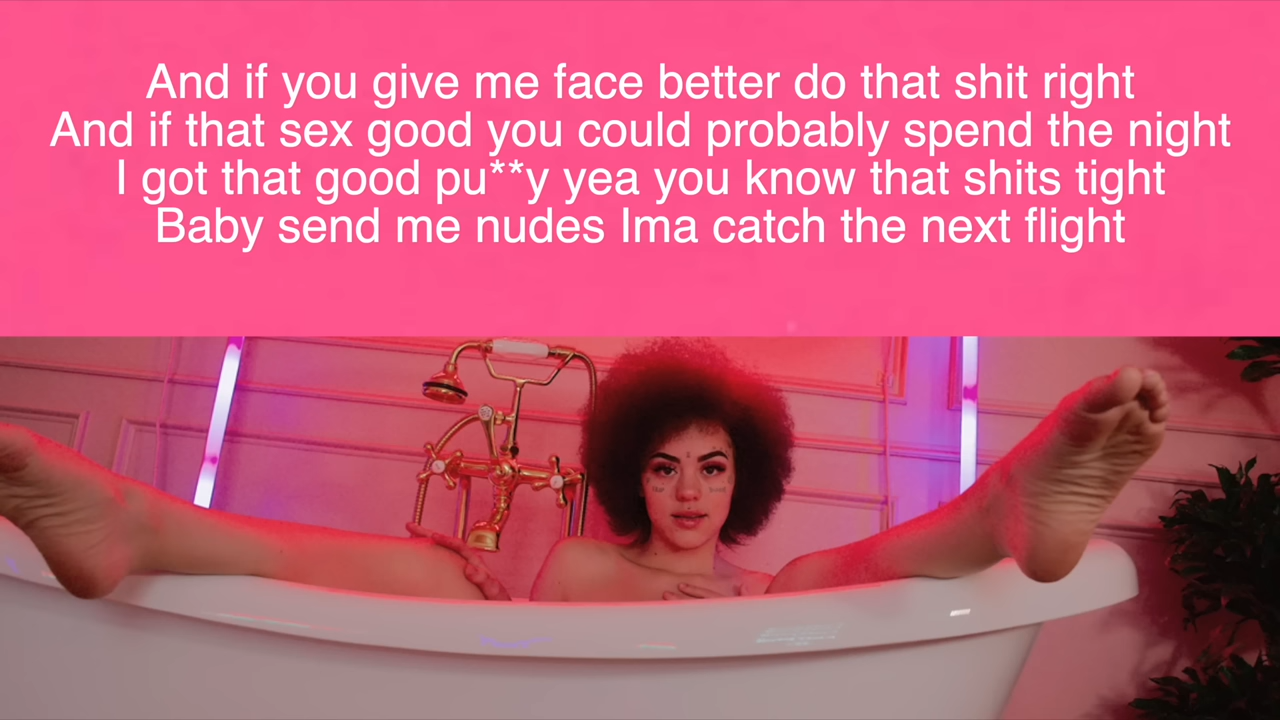 And if you give me face better do that shit right
And if that sex good you could probably spend the night
I got that good pu**y yea you know that shits tight
Baby send me nudes Ima catch the next flight